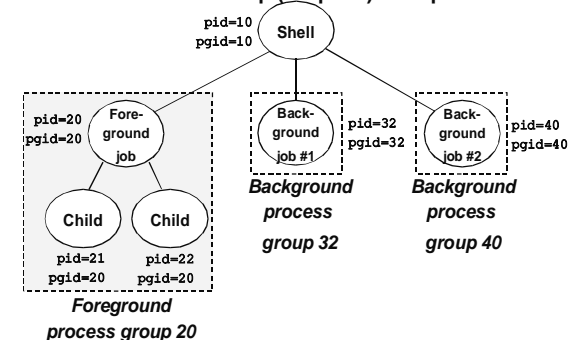 pid=10
pgid=10
Shell
pid=20
pgid=20
Fore-
ground
job
Back-
ground
job #1
pid=32
pgid=32
Back-
ground
job #2
pid=40
pgid=40
Child
Child
pid=21
pgid=20
pid=22
pgid=20
Background
process
group 32
Background
process
group 40
Foreground
process group 20